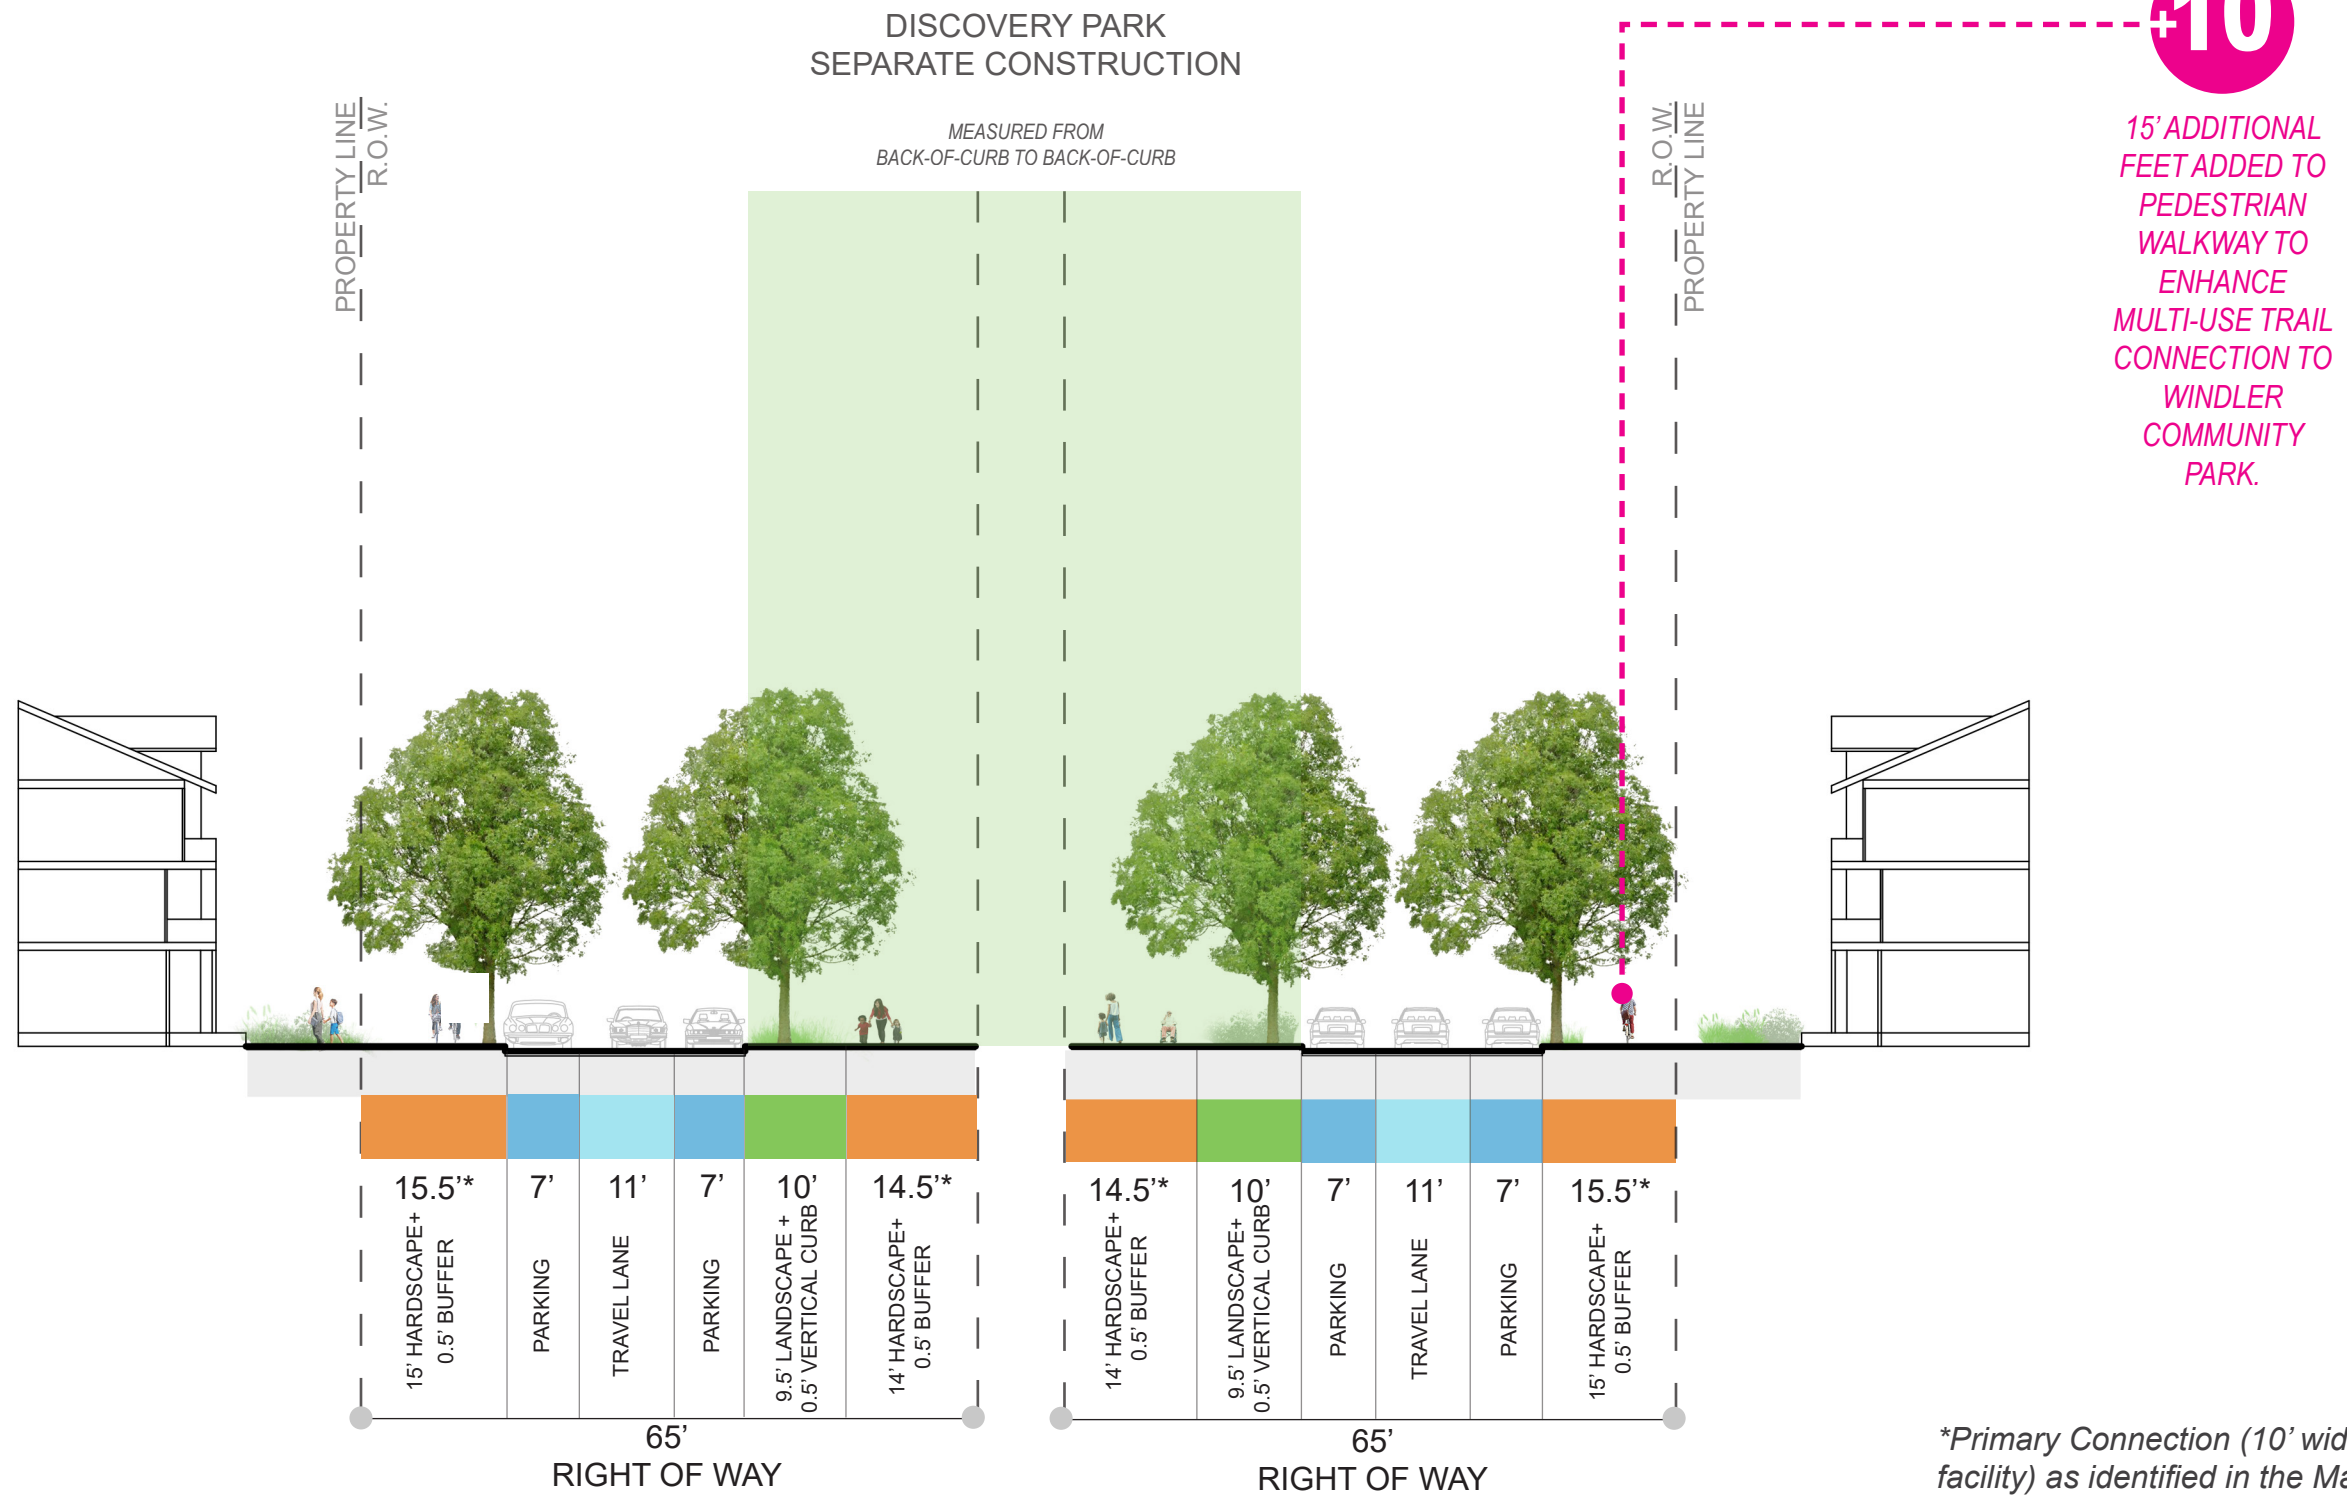 DISCOVERY PARK
SEPARATE CONSTRUCTION
MEASURED FROM
BACK-OF-CURB TO BACK-OF-CURB
PROPERTY LINE
R.O.W.
R.O.W.
PROPERTY LINE
+10
15’ ADDITIONAL
FEET ADDED TO
PEDESTRIAN
WALKWAY TO
ENHANCE
MULTI-USE TRAIL
CONNECTION TO
WINDLER
COMMUNITY
PARK.
15.5’*
15’ HARDSCAPE+
0.5’ BUFFER
7’
PARKING
11’
TRAVEL LANE
7’
PARKING
10’
9.5’ LANDSCAPE +
0.5’ VERTICAL CURB
14.5’*
14’ HARDSCAPE+
0.5’ BUFFER
65’
RIGHT OF WAY
14.5’*
14’ HARDSCAPE+
0.5’ BUFFER
10’
9.5’ LANDSCAPE+
0.5’ VERTICAL CURB
7’
PARKING
11’
TRAVEL LANE
7’
PARKING
15.5’*
15’ HARDSCAPE+
0.5’ BUFFER
65’
RIGHT OF WAY
*Primary Connection (10’
facility) as identified in the